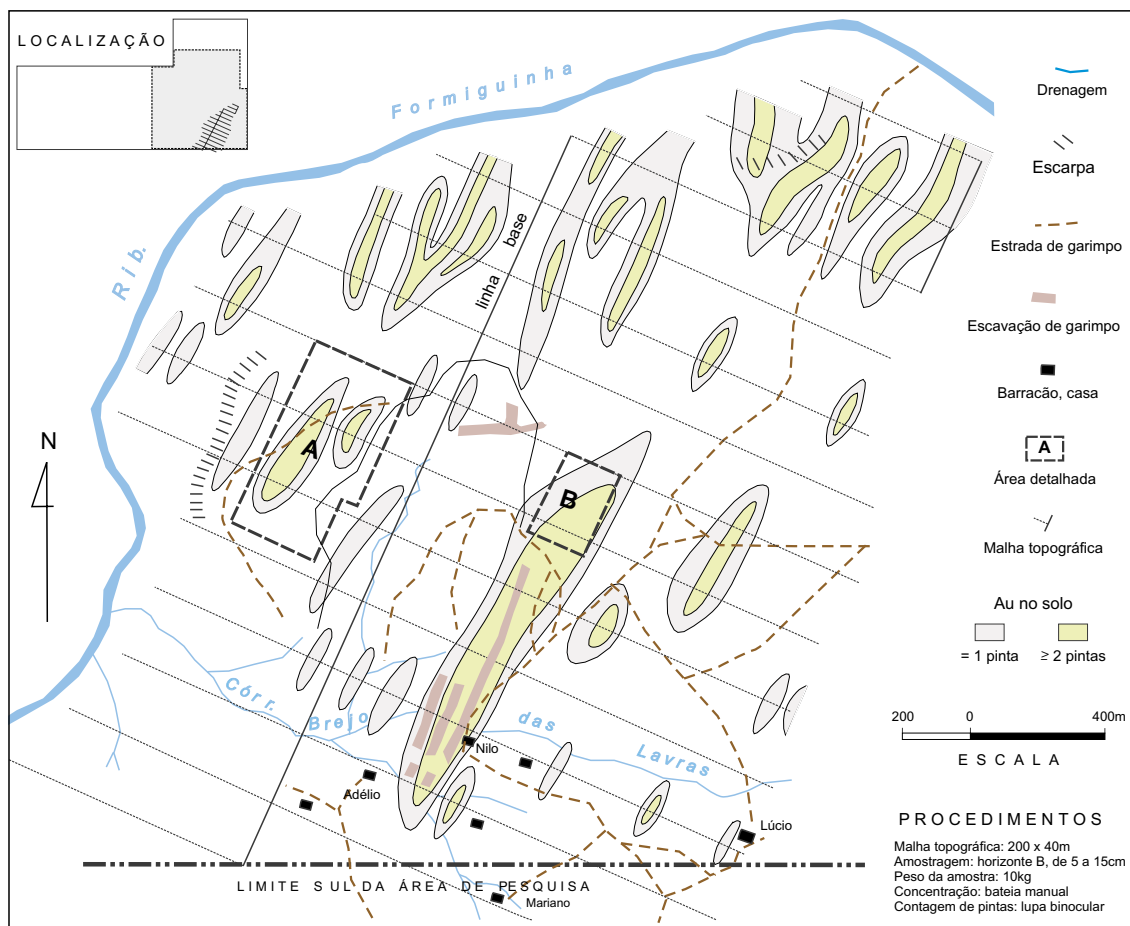 LOCALIZAÇÃO
Rib.
Formiguinha
linha base
A
B
Córr.
Brejo
das
Lavras
Nilo
Adélio
Lúcio
LIMITE SUL DA ÁREA DE PESQUISA
Mariano
N
Drenagem
Escarpa
Estrada de garimpo
Escavação de garimpo
Barracão, casa
A
Área detalhada
Malha topográfica
Au no solo
= 1 pinta
≥ 2 pintas
200 0 400m
ESCALA
PROCEDIMENTOS
Malha topográfica: 200 x 40m
Amostragem: horizonte B, de 5 a 15cm
Peso da amostra: 10kg
Concentração: bateia manual
Contagem de pintas: lupa binocular